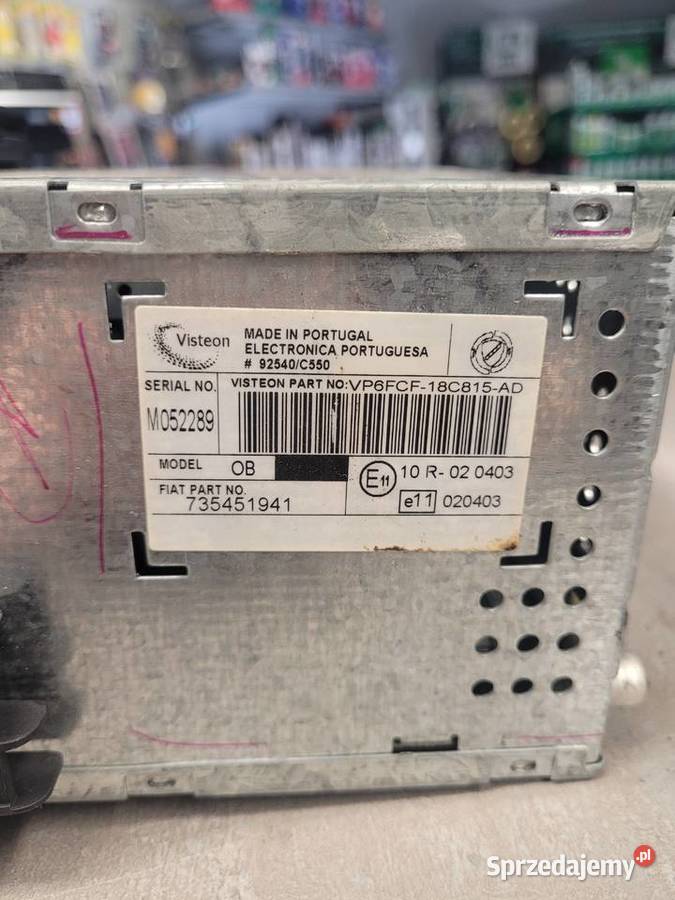 Visteon
MADE IN PORTUGAL
ELECTRONICA PORTUGUESA
# 92540/C550
SERIAL NO.
M052289
VISTEON PART NO:VP6FCF-18C815-AD
MODEL OB
FIAT PART NO.
735451941
E11 10 R- 02 0403
e11 020403
Sprzedajemy.pl